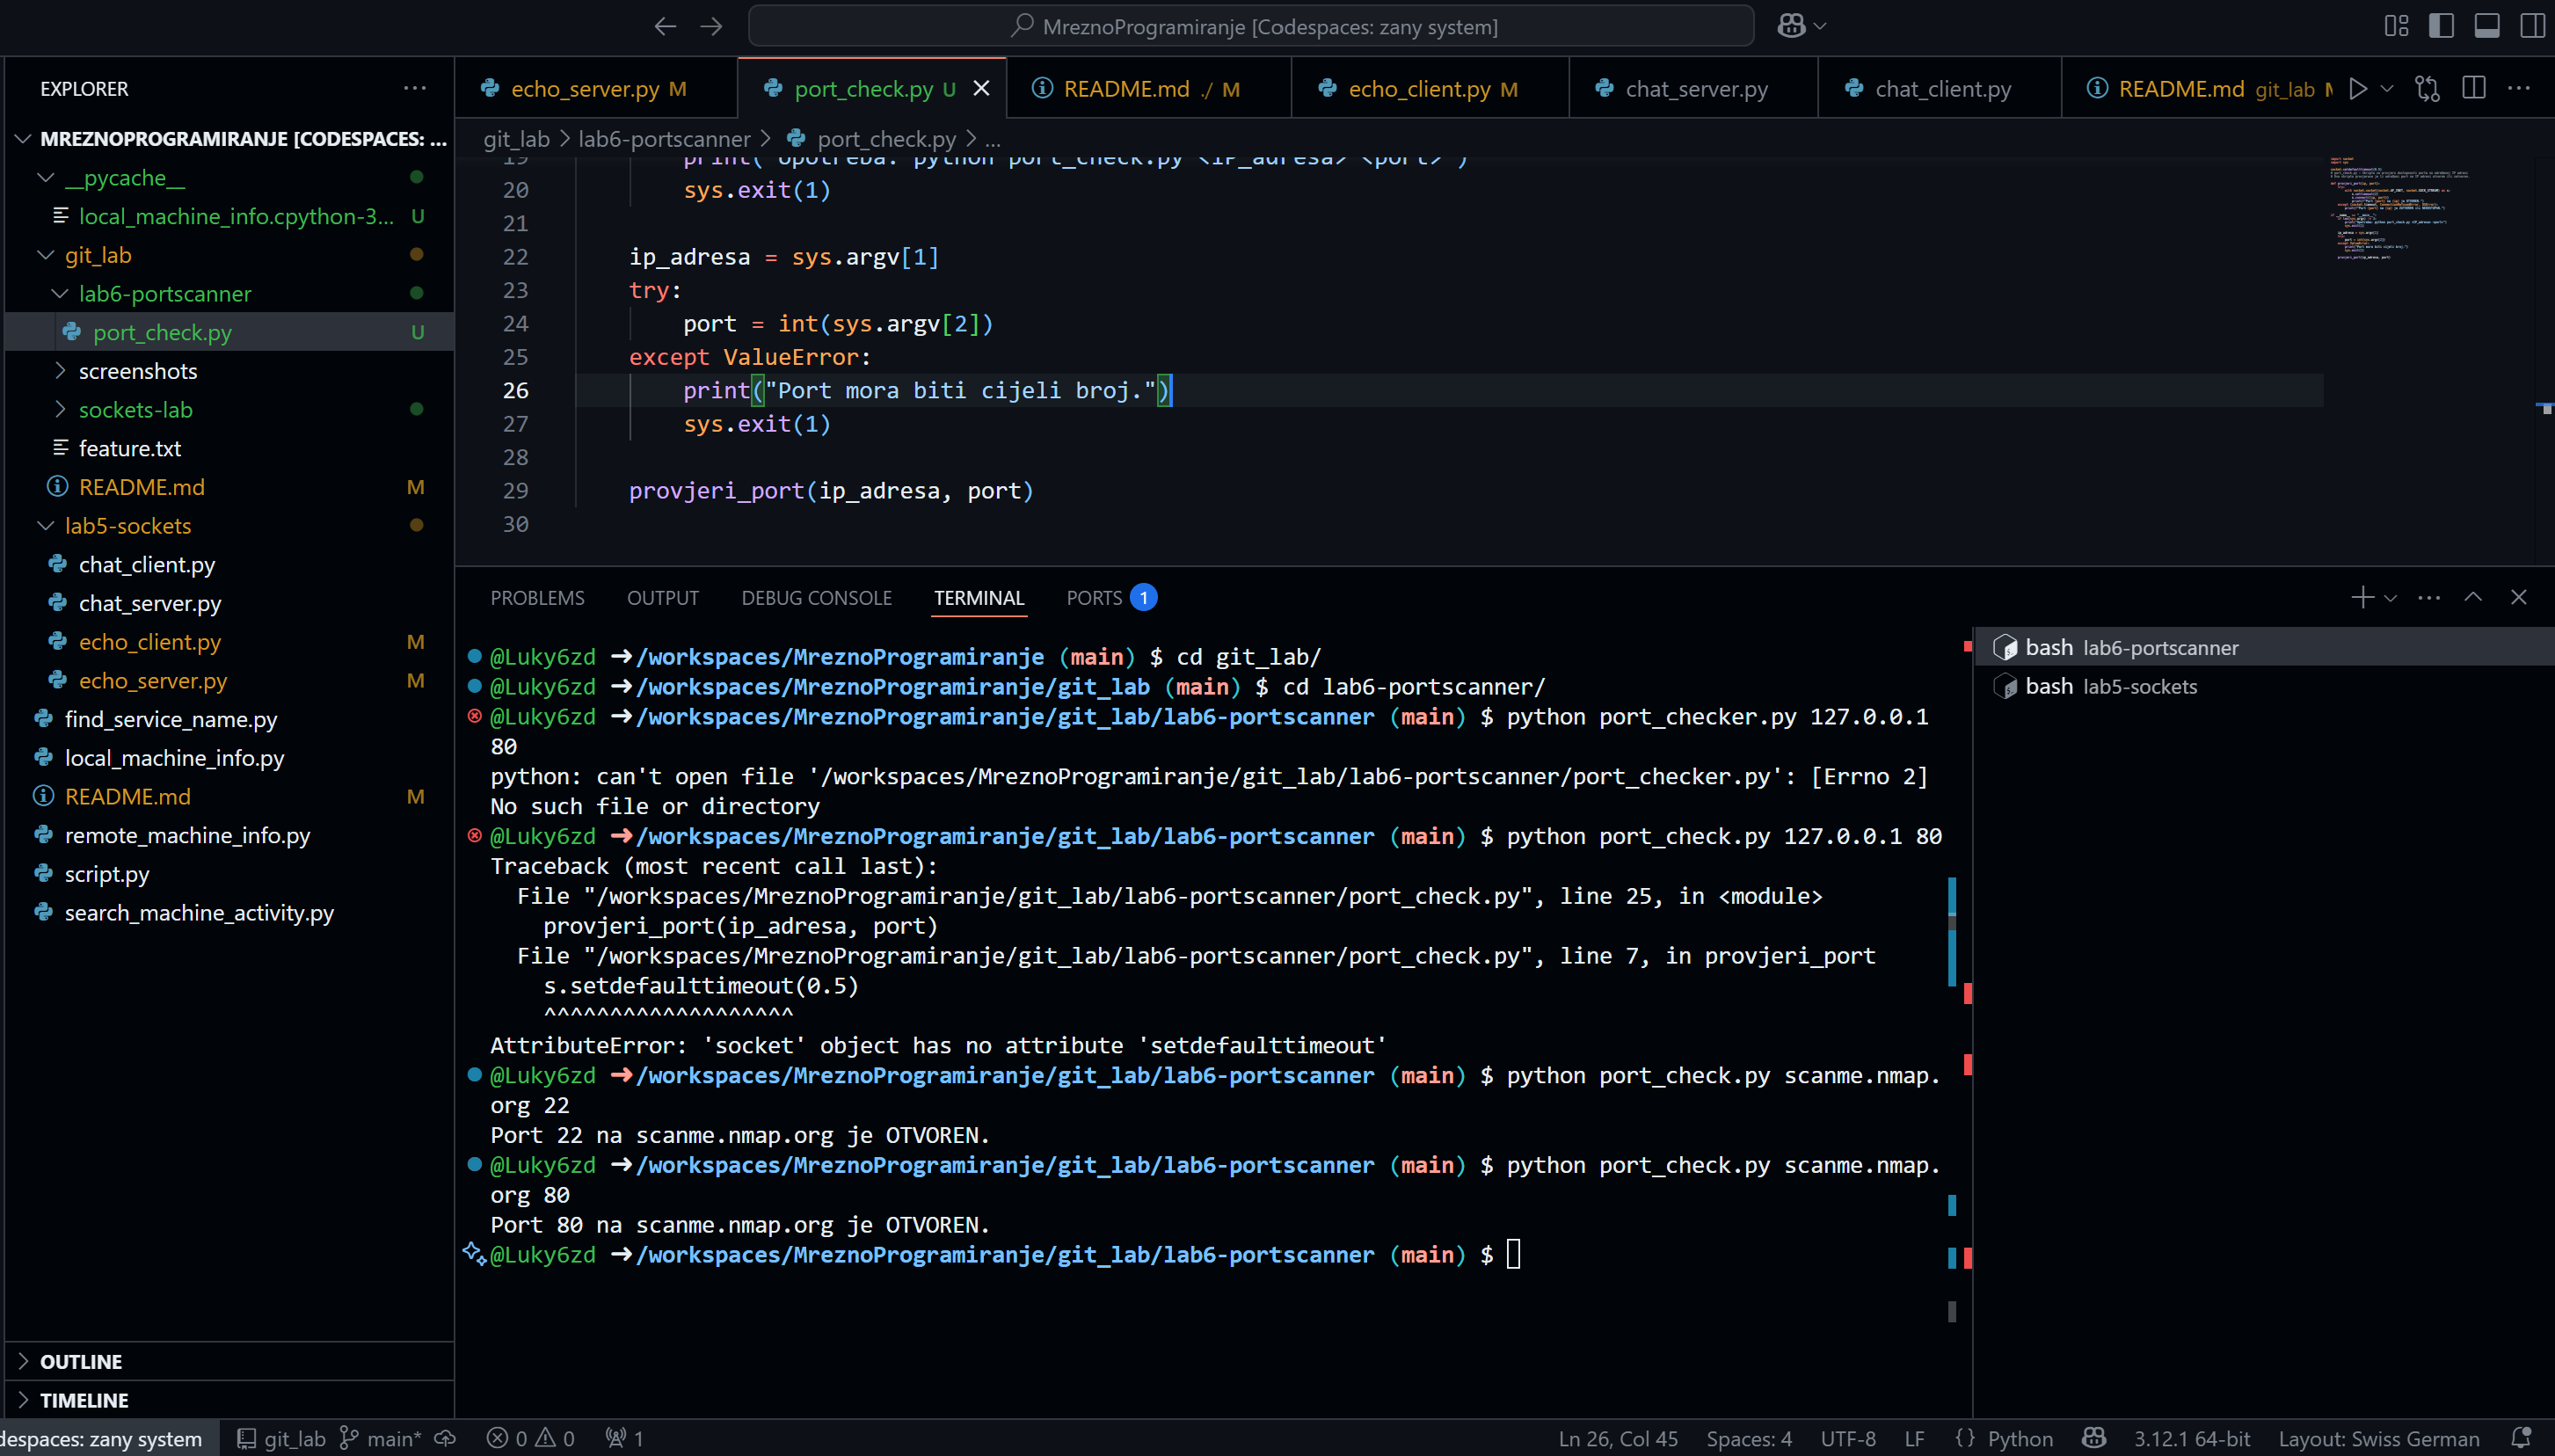 MreznoProgramiranje [Codespaces: zany system]
EXPLORER
MREZNOPROGRAMIRANJE [CODESPACES: ...
__pycache__
local_machine_info.cpython-3... U
git_lab
lab6-portscanner
port_check.py U
screenshots
sockets-lab
feature.txt
README.md M
lab5-sockets
chat_client.py
chat_server.py
echo_client.py M
echo_server.py M
find_service_name.py
local_machine_info.py
README.md M
remote_machine_info.py
script.py
search_machine_activity.py
OUTLINE
TIMELINE
echo_server.py M
port_check.py U
README.md ./ M
echo_client.py M
chat_server.py
chat_client.py
README.md git_lab
git_lab > lab6-portscanner > port_check.py > ...
19 print("Upotreba: python port_check.py <IP_adresa> <port>")
20 sys.exit(1)
21
22 ip_adresa = sys.argv[1]
23 try:
24 port = int(sys.argv[2])
25 except ValueError:
26 print("Port mora biti cijeli broj.")
27 sys.exit(1)
28
29 provjeri_port(ip_adresa, port)
30
PROBLEMS OUTPUT DEBUG CONSOLE TERMINAL PORTS 1
@Luky6zd ➜/workspaces/MreznoProgramiranje (main) $ cd git_lab/
@Luky6zd ➜/workspaces/MreznoProgramiranje/git_lab (main) $ cd lab6-portscanner/
@Luky6zd ➜/workspaces/MreznoProgramiranje/git_lab/lab6-portscanner (main) $ python port_checker.py 127.0.0.1
80
python: can't open file '/workspaces/MreznoProgramiranje/git_lab/lab6-portscanner/port_checker.py': [Errno 2]
No such file or directory
@Luky6zd ➜/workspaces/MreznoProgramiranje/git_lab/lab6-portscanner (main) $ python port_check.py 127.0.0.1 80
Traceback (most recent call last):
File "/workspaces/MreznoProgramiranje/git_lab/lab6-portscanner/port_check.py", line 25, in <module>
provjeri_port(ip_adresa, port)
File "/workspaces/MreznoProgramiranje/git_lab/lab6-portscanner/port_check.py", line 7, in provjeri_port
s.setdefaulttimeout(0.5)
^^^^^^^^^^^^^^^^^^^
AttributeError: 'socket' object has no attribute 'setdefaulttimeout'
@Luky6zd ➜/workspaces/MreznoProgramiranje/git_lab/lab6-portscanner (main) $ python port_check.py scanme.nmap.
org 22
Port 22 na scanme.nmap.org je OTVOREN.
@Luky6zd ➜/workspaces/MreznoProgramiranje/git_lab/lab6-portscanner (main) $ python port_check.py scanme.nmap.
org 80
Port 80 na scanme.nmap.org je OTVOREN.
@Luky6zd ➜/workspaces/MreznoProgramiranje/git_lab/lab6-portscanner (main) $
bash lab6-portscanner
bash lab5-sockets
despaces: zany system git_lab main* 0 0 1
Ln 26, Col 45 Spaces: 4 UTF-8 LF {} Python 3.12.1 64-bit Layout: Swiss German